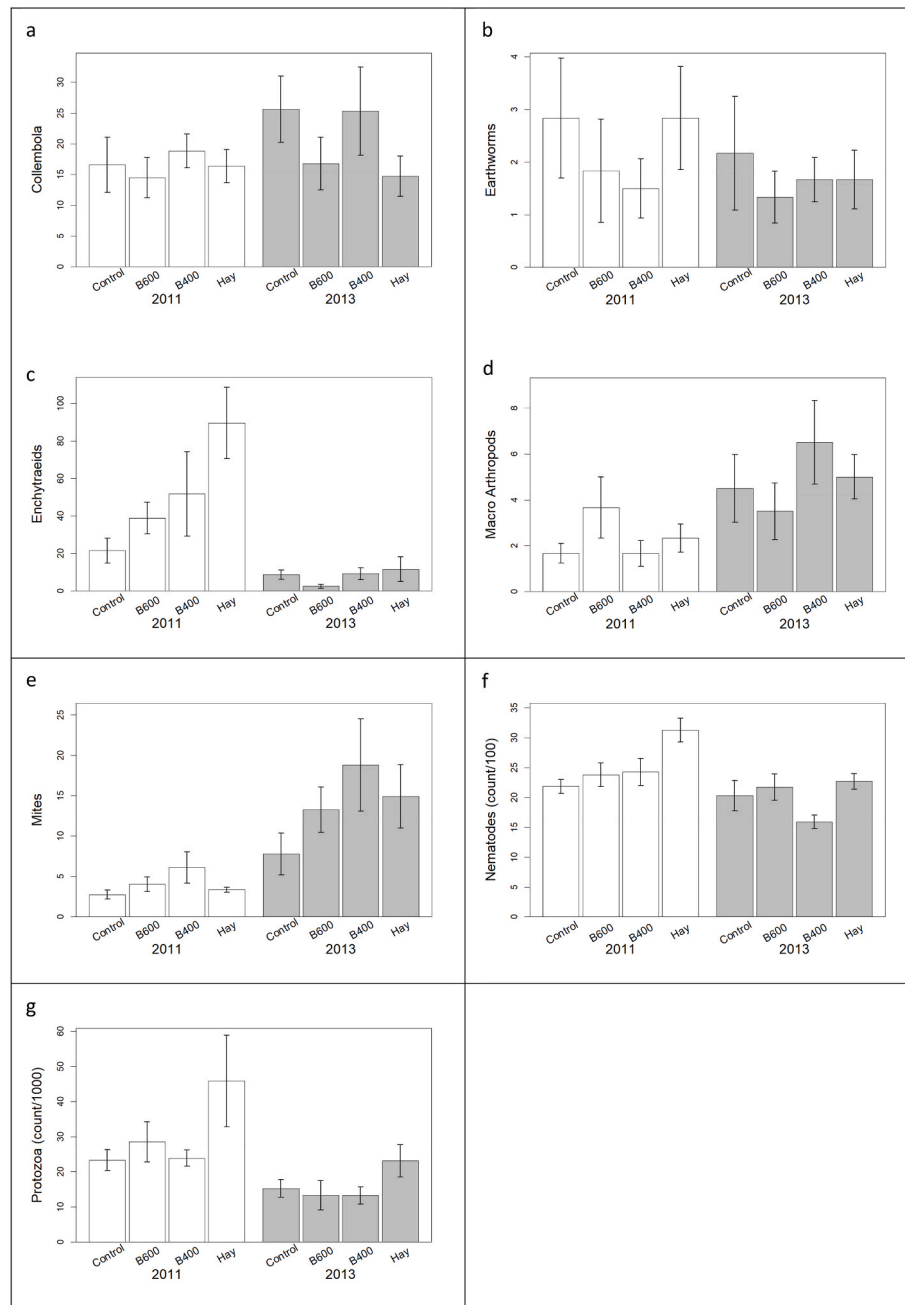 a
Collembola
0 5 10 15 20 25 30
Control B600 B400 Hay Control B600 B400 Hay
2011 2013
b
Earthworms
0 1 2 3 4
Control B600 B400 Hay Control B600 B400 Hay
2011 2013
c
Enchytraeids
0 20 40 60 80 100
Control B600 B400 Hay Control B600 B400 Hay
2011 2013
d
Macro Arthropods
0 2 4 6 8
Control B600 B400 Hay Control B600 B400 Hay
2011 2013
e
Mites
0 5 10 15 20 25
Control B600 B400 Hay Control B600 B400 Hay
2011 2013
f
Nematodes (count/100)
0 5 10 15 20 25 30 35
Control B600 B400 Hay Control B600 B400 Hay
2011 2013
g
Protozoa (count/1000)
0 10 20 30 40 50 60
Control B600 B400 Hay Control B600 B400 Hay
2011 2013